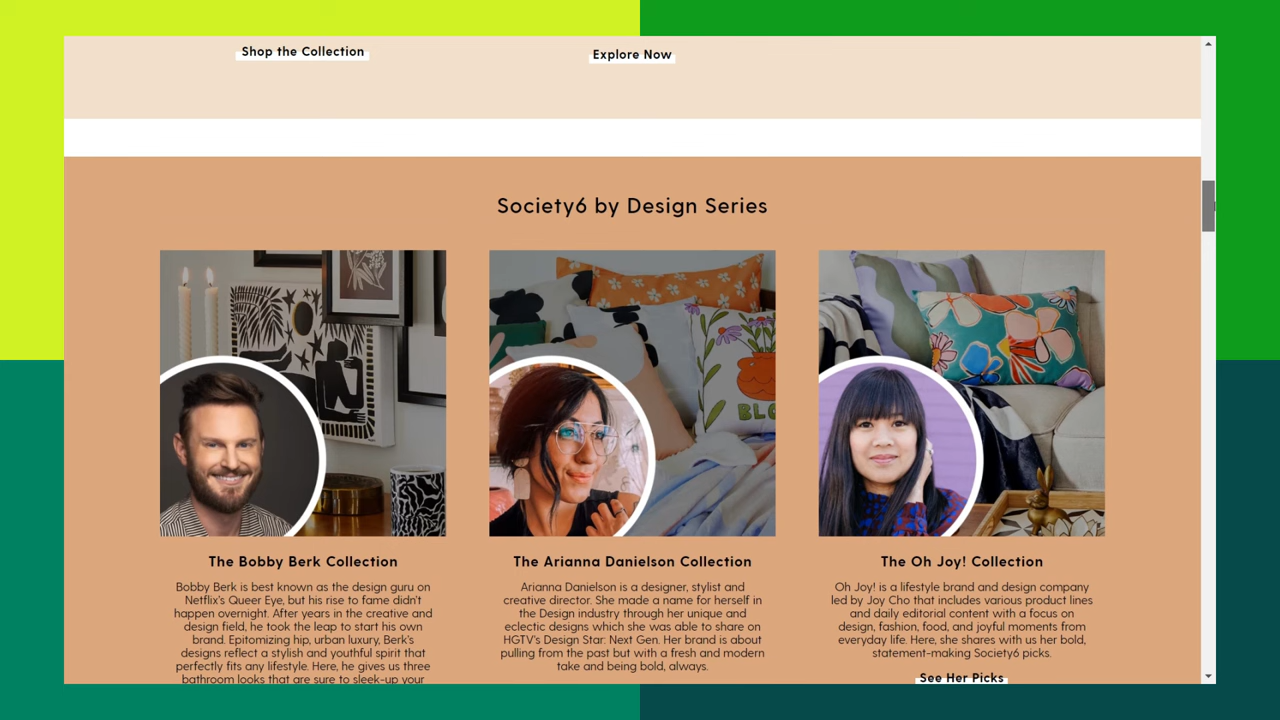 Shop the Collection
Explore Now
Society6 by Design Series
BLO
The Bobby Berk Collection
Bobby Berk is best known as the design guru on
Netflix's Queer Eye, but his rise to fame didn't
happen overnight. After years in the creative and
design field, he took the leap to start his own
brand. Epitomizing hip, urban luxury, Berk's
designs reflect a stylish and youthful spirit that
perfectly fits any lifestyle. Here, he gives us three
bathroom looks that are sure to sleek-up your
The Arianna Danielson Collection
Arianna Danielson is a designer, stylist and
creative director. She made a name for herself in
the Design industry through her unique and
eclectic designs which she was able to share on
HGTV's Design Star: Next Gen. Her brand is about
pulling from the past but with a fresh and modern
take and being bold, always.
The Oh Joy! Collection
Oh Joy! is a lifestyle brand and design company
led by Joy Cho that includes various product lines
and daily editorial content with a focus on
design, fashion, food, and joyful moments from
everyday life. Here, she shares with us her bold,
statement-making Society6 picks.
See Her Picks